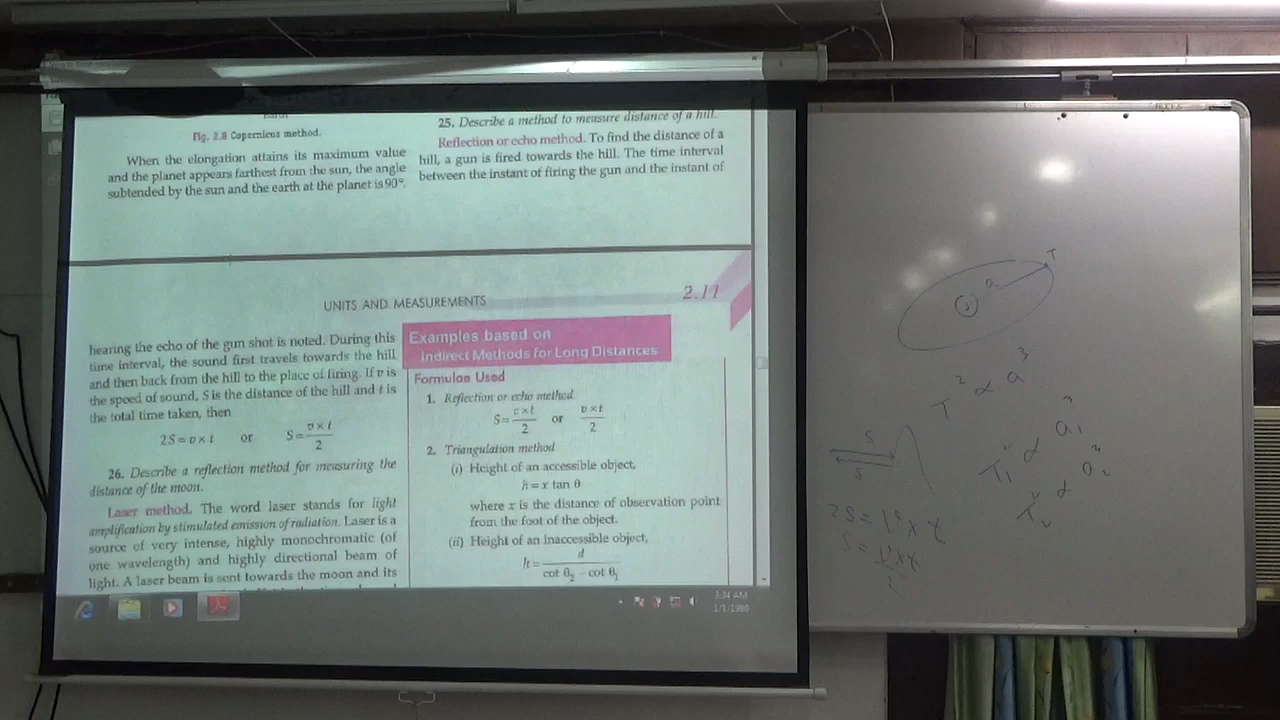 Fig. 2.8 Copernicus method.
When the elongation attains its maximum value
and the planet appears farthest from the sun, the angle
subtended by the sun and the earth at the planet is 90°.
25. Describe a method to measure distance of a hill.
Reflection or echo method. To find the distance of a
hill, a gun is fired towards the hill. The time interval
between the instant of firing the gun and the instant of
UNITS AND MEASUREMENTS
2.11
hearing the echo of the gun shot is noted. During this
time interval, the sound first travels towards the hill
and then back from the hill to the place of firing. If v is
the speed of sound, S is the distance of the hill and t is
the total time taken, then
2S = v × t or S = v × t / 2
26. Describe a reflection method for measuring the
distance of the moon.
Laser method. The word laser stands for light
amplification by stimulated emission of radiation. Laser is a
source of very intense, highly monochromatic (of
one wavelength) and highly directional beam of
light. A laser beam is sent towards the moon and its
Examples based on
Indirect Methods for Long Distances
Formulae Used
1. Reflection or echo method
S = c × t / 2 or v × t / 2
2. Triangulation method
(i) Height of an accessible object,
h = x tan θ
where x is the distance of observation point
from the foot of the object.
(ii) Height of an inaccessible object,
h = d / cot θ₂ − cot θ₁
3:34 AM
1/1/1980
T
a
S
T² α a³
S
S
2S = v × t
S = v × t / 2
T₁² α a₁³
T₂² α a₂³